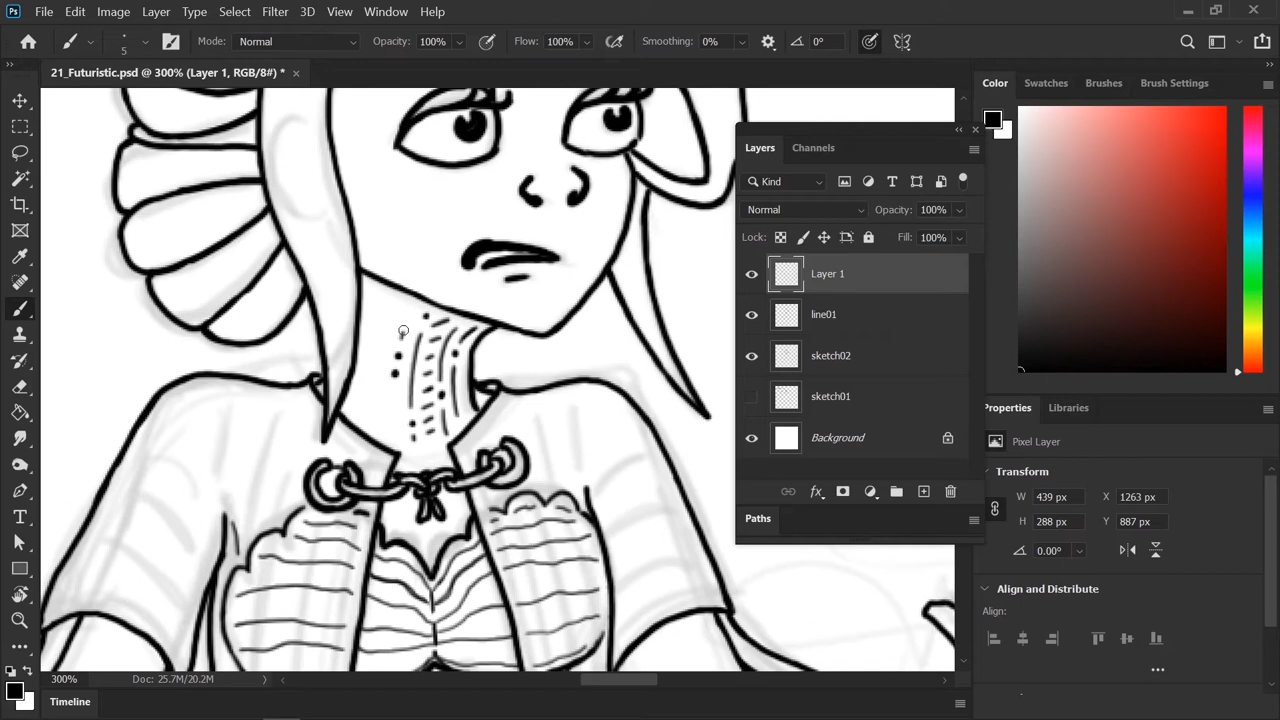 Ps File Edit Image Layer Type Select Filter 3D View Window Help
5 Mode: Normal Opacity: 100% Flow: 100% Smoothing: 0% 0°
21_Futuristic.psd @ 300% (Layer 1, RGB/8#) *
Color Swatches Brushes Brush Settings
Layers Channels
Kind
Normal Opacity: 100%
Lock: Fill: 100%
Layer 1
line01
sketch02
sketch01
Background
fx
Paths
Properties Libraries
Pixel Layer
Transform
W 439 px X 1263 px
H 288 px Y 887 px
0.00°
Align and Distribute
Align:
300% Doc: 25.7M/20.2M
Timeline